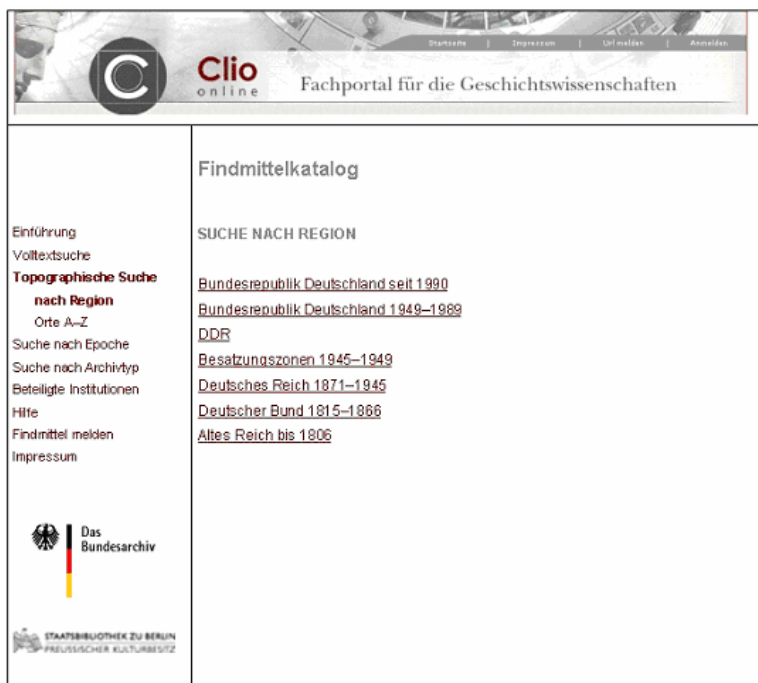 Startseite | Impressum | Url melden | Anmelden
C
Clio
online
Fachportal für die Geschichtswissenschaften
Findmittelkatalog
Einführung
Volltextsuche
Topographische Suche
nach Region
Orte A–Z
Suche nach Epoche
Suche nach Archivtyp
Beteiligte Institutionen
Hilfe
Findmittel melden
Impressum
Das
Bundesarchiv
STAATSBIBLIOTHEK ZU BERLIN
PREUSSISCHER KULTURBESITZ
SUCHE NACH REGION
Bundesrepublik Deutschland seit 1990
Bundesrepublik Deutschland 1949–1989
DDR
Besatzungszonen 1945–1949
Deutsches Reich 1871–1945
Deutscher Bund 1815–1866
Altes Reich bis 1806